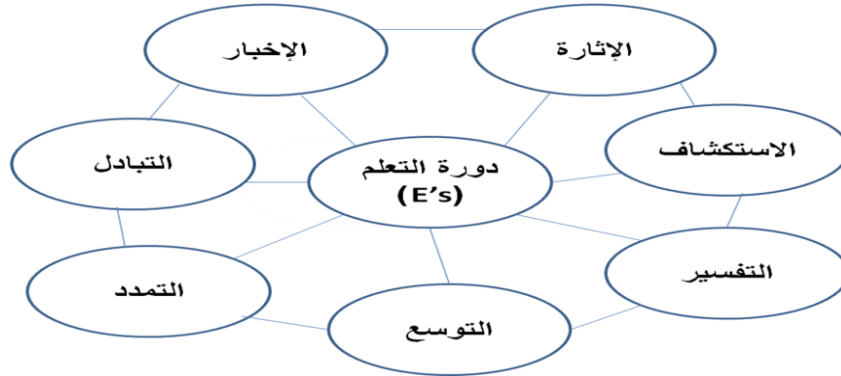 الإثارة
الإخبار
الاستكشاف
التبادل
دورة التعلم
(E's)
التفسير
التمدد
التوسع